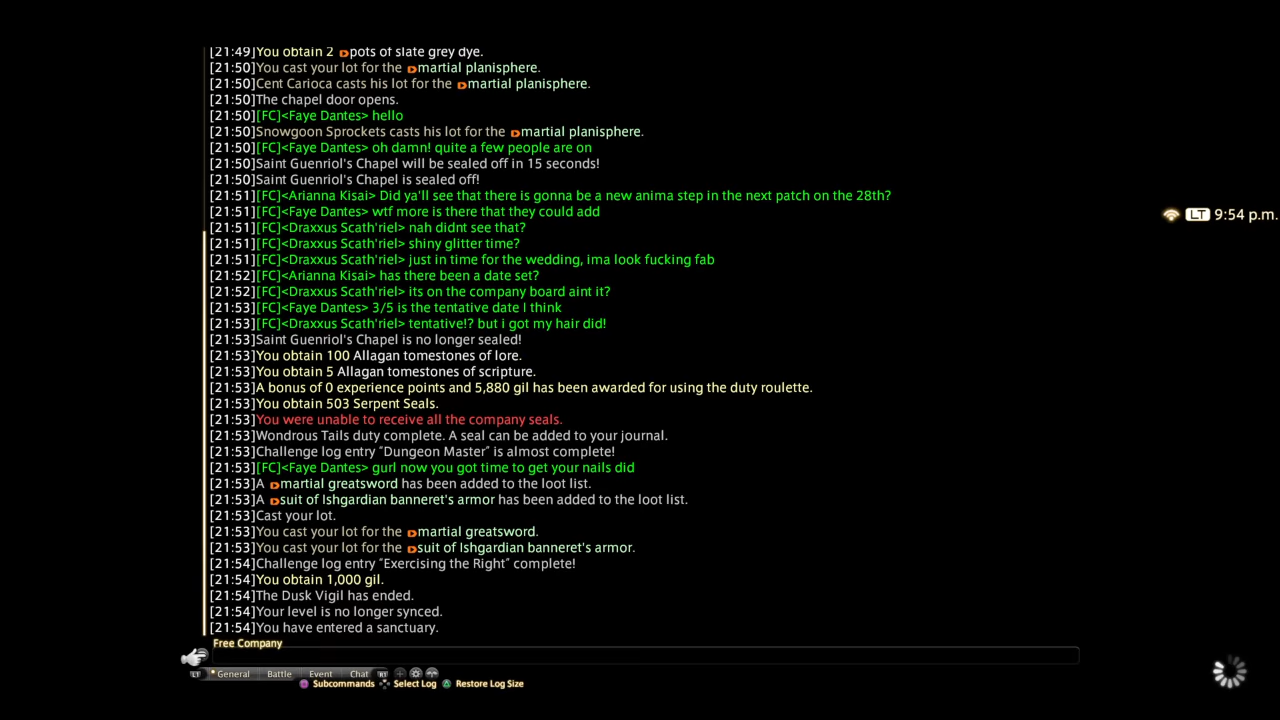 [21:49]You obtain 2 pots of slate grey dye.
[21:50]You cast your lot for the martial planisphere.
[21:50]Cent Carioca casts his lot for the martial planisphere.
[21:50]The chapel door opens.
[21:50][FC]<Faye Dantes> hello
[21:50]Snowgoon Sprockets casts his lot for the martial planisphere.
[21:50][FC]<Faye Dantes> oh damn! quite a few people are on
[21:50]Saint Guenriol's Chapel will be sealed off in 15 seconds!
[21:50]Saint Guenriol's Chapel is sealed off!
[21:51][FC]<Arianna Kisai> Did ya'll see that there is gonna be a new anima step in the next patch on the 28th?
[21:51][FC]<Faye Dantes> wtf more is there that they could add
[21:51][FC]<Draxxus Scath'riel> nah didnt see that?
[21:51][FC]<Draxxus Scath'riel> shiny glitter time?
[21:51][FC]<Draxxus Scath'riel> just in time for the wedding, ima look fucking fab
[21:52][FC]<Arianna Kisai> has there been a date set?
[21:52][FC]<Draxxus Scath'riel> its on the company board aint it?
[21:53][FC]<Faye Dantes> 3/5 is the tentative date I think
[21:53][FC]<Draxxus Scath'riel> tentative!? but i got my hair did!
[21:53]Saint Guenriol's Chapel is no longer sealed!
[21:53]You obtain 100 Allagan tomestones of lore.
[21:53]You obtain 5 Allagan tomestones of scripture.
[21:53]A bonus of 0 experience points and 5,880 gil has been awarded for using the duty roulette.
[21:53]You obtain 503 Serpent Seals.
[21:53]You were unable to receive all the company seals.
[21:53]Wondrous Tails duty complete. A seal can be added to your journal.
[21:53]Challenge log entry "Dungeon Master" is almost complete!
[21:53][FC]<Faye Dantes> gurl now you got time to get your nails did
[21:53]A martial greatsword has been added to the loot list.
[21:53]A suit of Ishgardian banneret's armor has been added to the loot list.
[21:53]Cast your lot.
[21:53]You cast your lot for the martial greatsword.
[21:53]You cast your lot for the suit of Ishgardian banneret's armor.
[21:54]Challenge log entry "Exercising the Right" complete!
[21:54]You obtain 1,000 gil.
[21:54]The Dusk Vigil has ended.
[21:54]Your level is no longer synced.
[21:54]You have entered a sanctuary.
LT 9:54 p.m.
Free Company
L1 General Battle Event Chat R1
Subcommands Select Log Restore Log Size